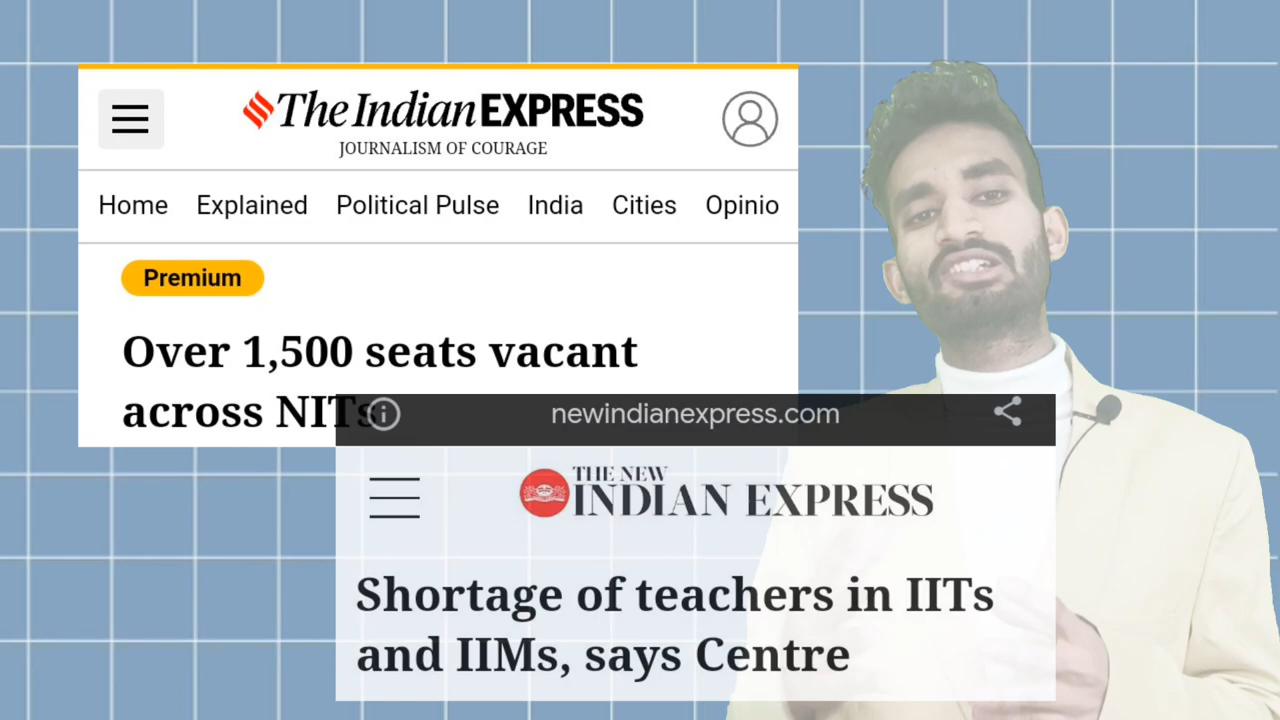 The Indian EXPRESS
JOURNALISM OF COURAGE
Home Explained Political Pulse India Cities Opinio
Premium
Over 1,500 seats vacant
across NITs
newindianexpress.com
THE NEW
INDIAN EXPRESS
Shortage of teachers in IITs
and IIMs, says Centre